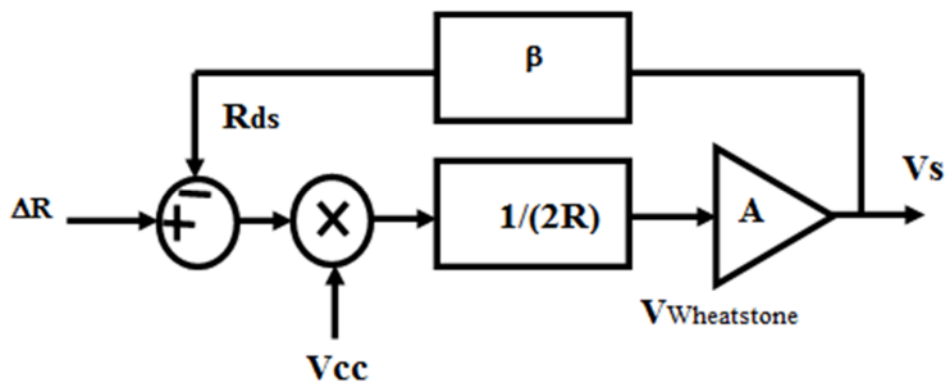 β
Rds
Vs
ΔR
1/(2R)
A
VWheatstone
Vcc